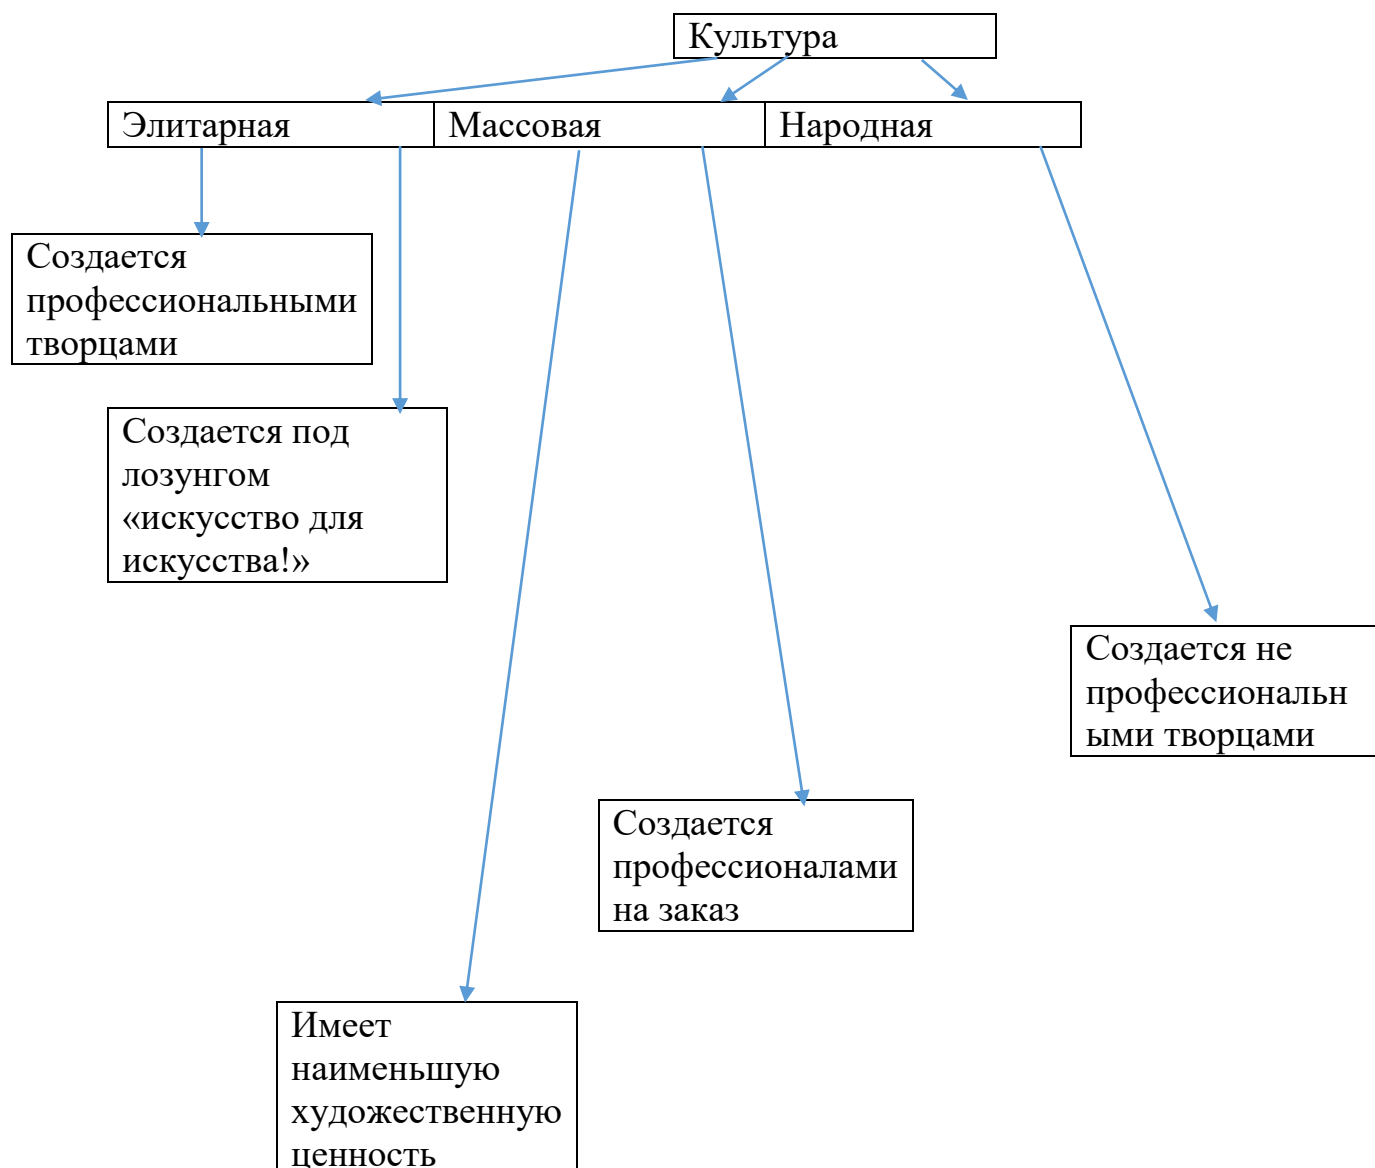 Культура
Элитарная Массовая Народная
Создается
профессиональными
творцами
Создается под
лозунгом
«искусство для
искусства!»
Создается не
профессиональн
ыми творцами
Создается
профессионалами
на заказ
Имеет
наименьшую
художественную
ценность